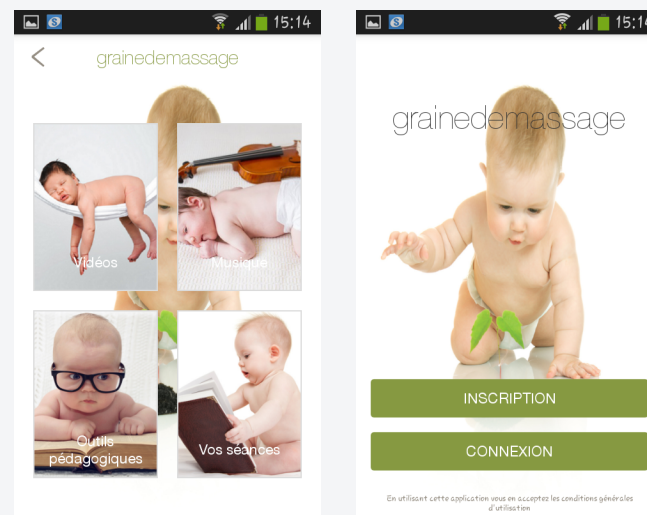 15:14
grainedemassage
Vidéos
Musique
Outils
pédagogiques
Vos séances
15:14
grainedemassage
INSCRIPTION
CONNEXION
En utilisant cette application vous en acceptez les conditions générales
d'utilisation